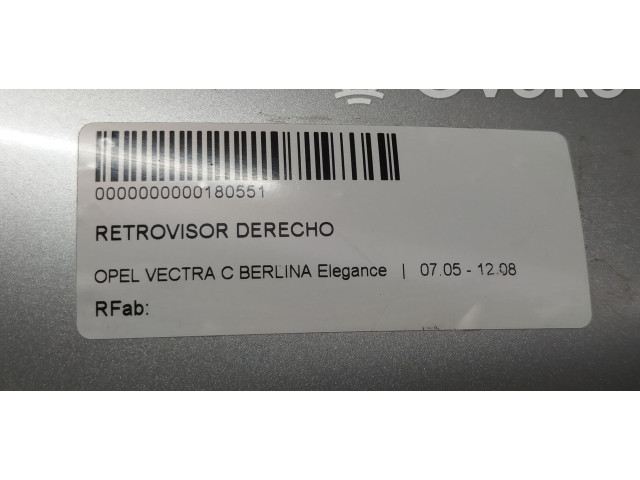 0000000000180551
RETROVISOR DERECHO
OPEL VECTRA C BERLINA Elegance | 07.05 - 12.08
RFab: